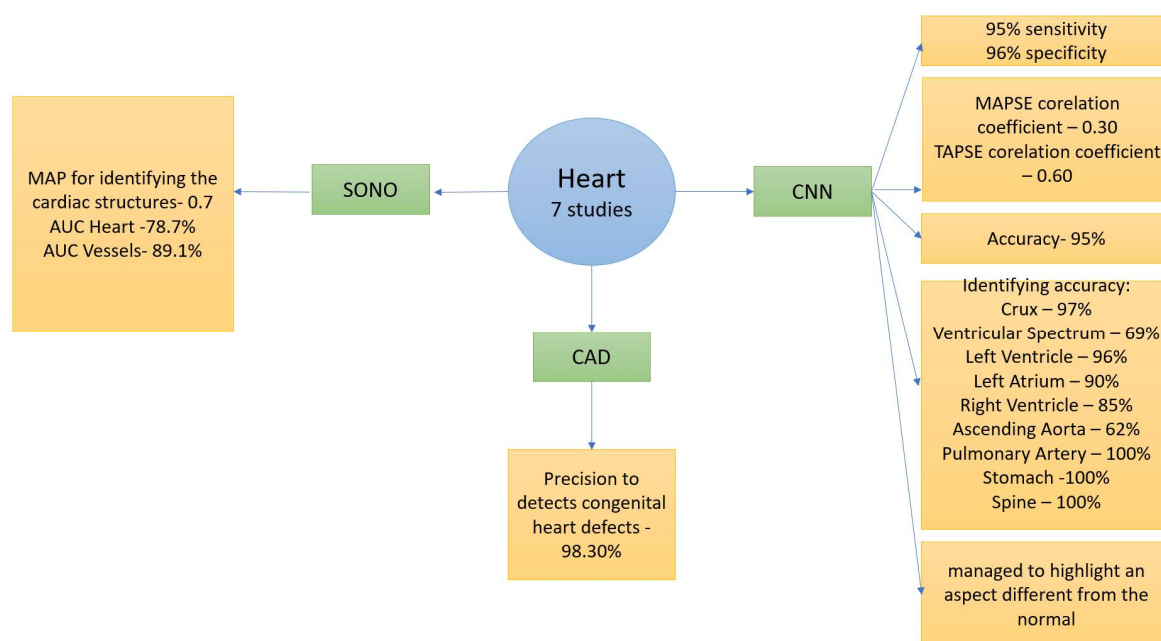 Heart
7 studies
SONO
MAP for identifying the
cardiac structures- 0.7
AUC Heart -78.7%
AUC Vessels- 89.1%
CAD
Precision to
detects congenital
heart defects -
98.30%
CNN
95% sensitivity
96% specificity
MAPSE corelation
coefficient – 0.30
TAPSE corelation coefficient
– 0.60
Accuracy- 95%
Identifying accuracy:
Crux – 97%
Ventricular Spectrum – 69%
Left Ventricle – 96%
Left Atrium – 90%
Right Ventricle – 85%
Ascending Aorta – 62%
Pulmonary Artery – 100%
Stomach -100%
Spine – 100%
managed to highlight an
aspect different from the
normal